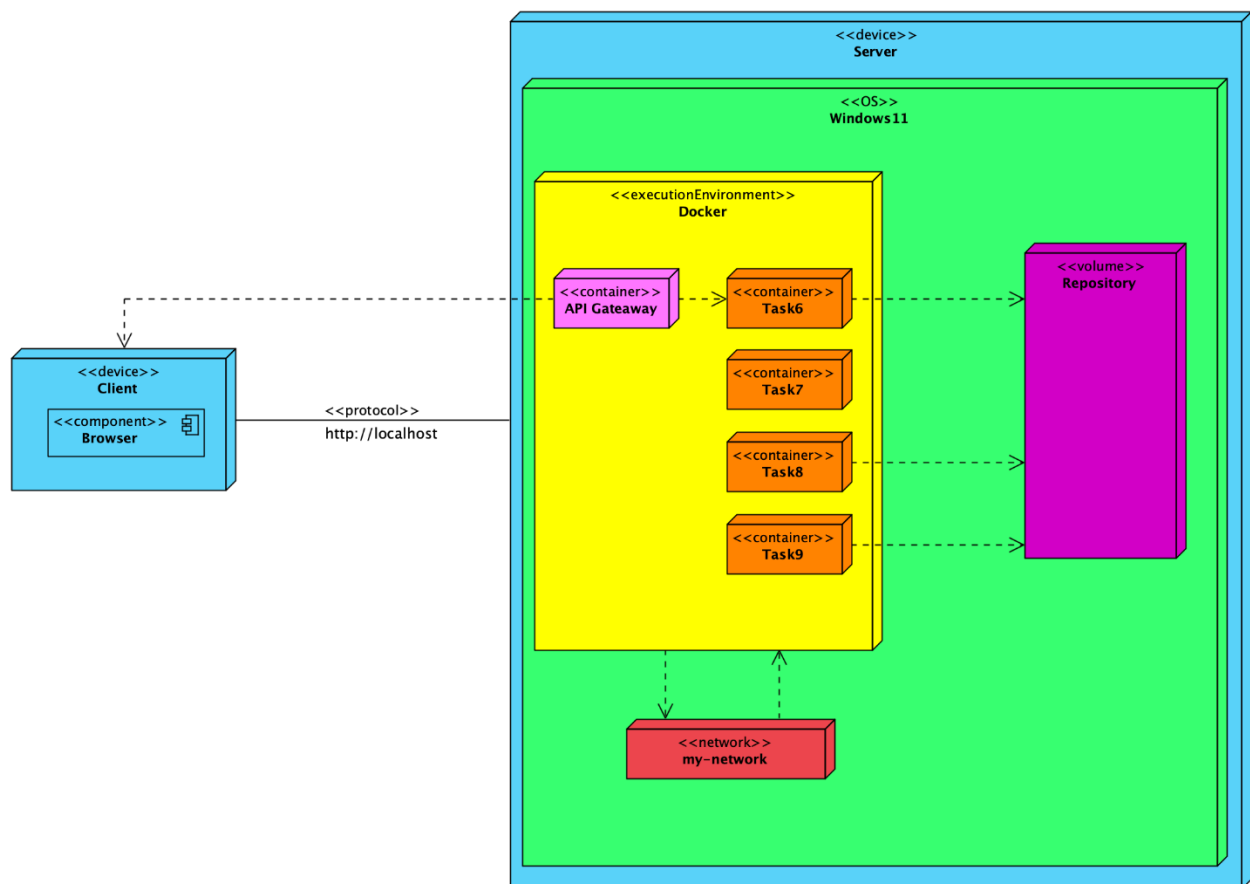 <<device>>
Server
<<OS>>
Windows11
<<executionEnvironment>>
Docker
<<container>>
API Gateaway
<<container>>
Task6
<<volume>>
Repository
<<container>>
Task7
<<device>>
Client
<<component>>
Browser
<<protocol>>
http://localhost
<<container>>
Task8
<<container>>
Task9
<<network>>
my-network